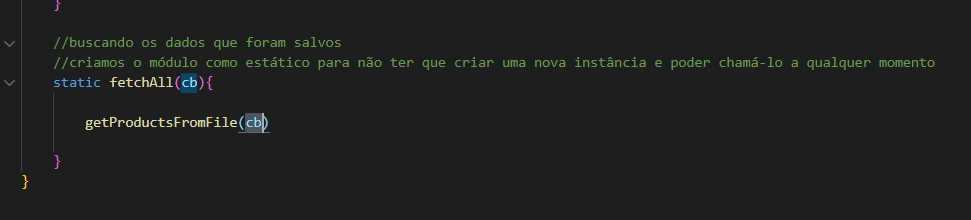 }
//buscando os dados que foram salvos
//criamos o módulo como estático para não ter que criar uma nova instância e poder chamá-lo a qualquer momento
static fetchAll(cb){
getProductsFromFile(cb)
}
}